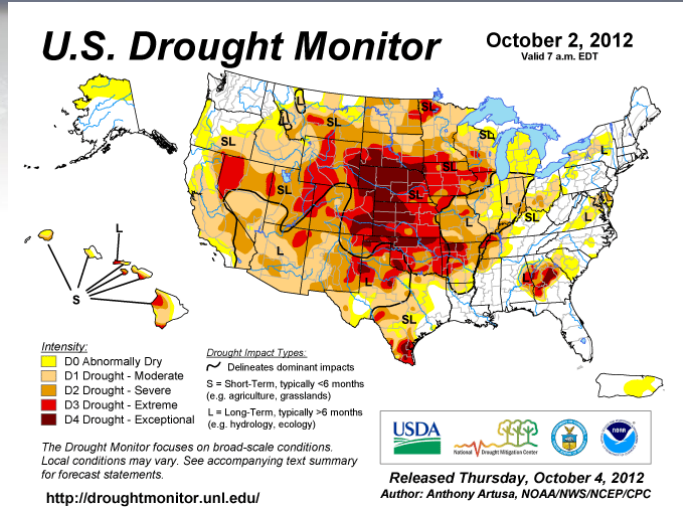 U.S. Drought Monitor
October 2, 2012
Valid 7 a.m. EDT
L
L
SL
SL
SL
SL
L
SL
SL
SL
L
L
SL
L
L
L
L
L
SL
L
S
Intensity:
D0 Abnormally Dry
D1 Drought - Moderate
D2 Drought - Severe
D3 Drought - Extreme
D4 Drought - Exceptional
Drought Impact Types:
Delineates dominant impacts
S = Short-Term, typically <6 months
(e.g. agriculture, grasslands)
L = Long-Term, typically >6 months
(e.g. hydrology, ecology)
The Drought Monitor focuses on broad-scale conditions.
Local conditions may vary. See accompanying text summary
for forecast statements.
http://droughtmonitor.unl.edu/
USDA
National Drought Mitigation Center
NOAA
Released Thursday, October 4, 2012
Author: Anthony Artusa, NOAA/NWS/NCEP/CPC